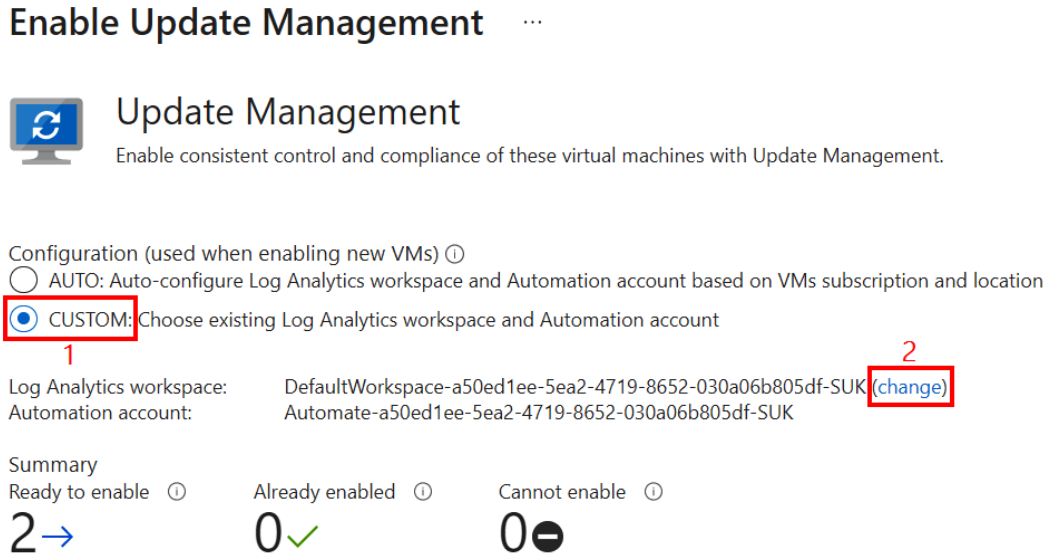 Enable Update Management ...
Update Management
Enable consistent control and compliance of these virtual machines with Update Management.
Configuration (used when enabling new VMs)
AUTO: Auto-configure Log Analytics workspace and Automation account based on VMs subscription and location
CUSTOM: Choose existing Log Analytics workspace and Automation account
1
2
Log Analytics workspace: DefaultWorkspace-a50ed1ee-5ea2-4719-8652-030a06b805df-SUK (change)
Automation account: Automate-a50ed1ee-5ea2-4719-8652-030a06b805df-SUK
Summary
Ready to enable Already enabled Cannot enable
2 0 0